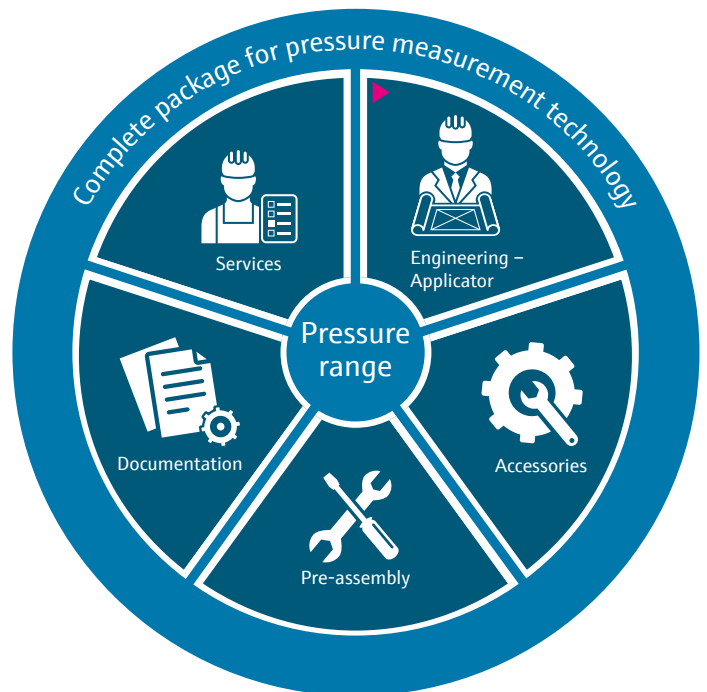 Complete package for pressure measurement technology
Services
Engineering –
Applicator
Pressure
range
Documentation
Accessories
Pre-assembly